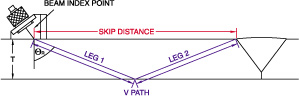 BEAM INDEX POINT
SKIP DISTANCE
LEG 1
LEG 2
T
V PATH